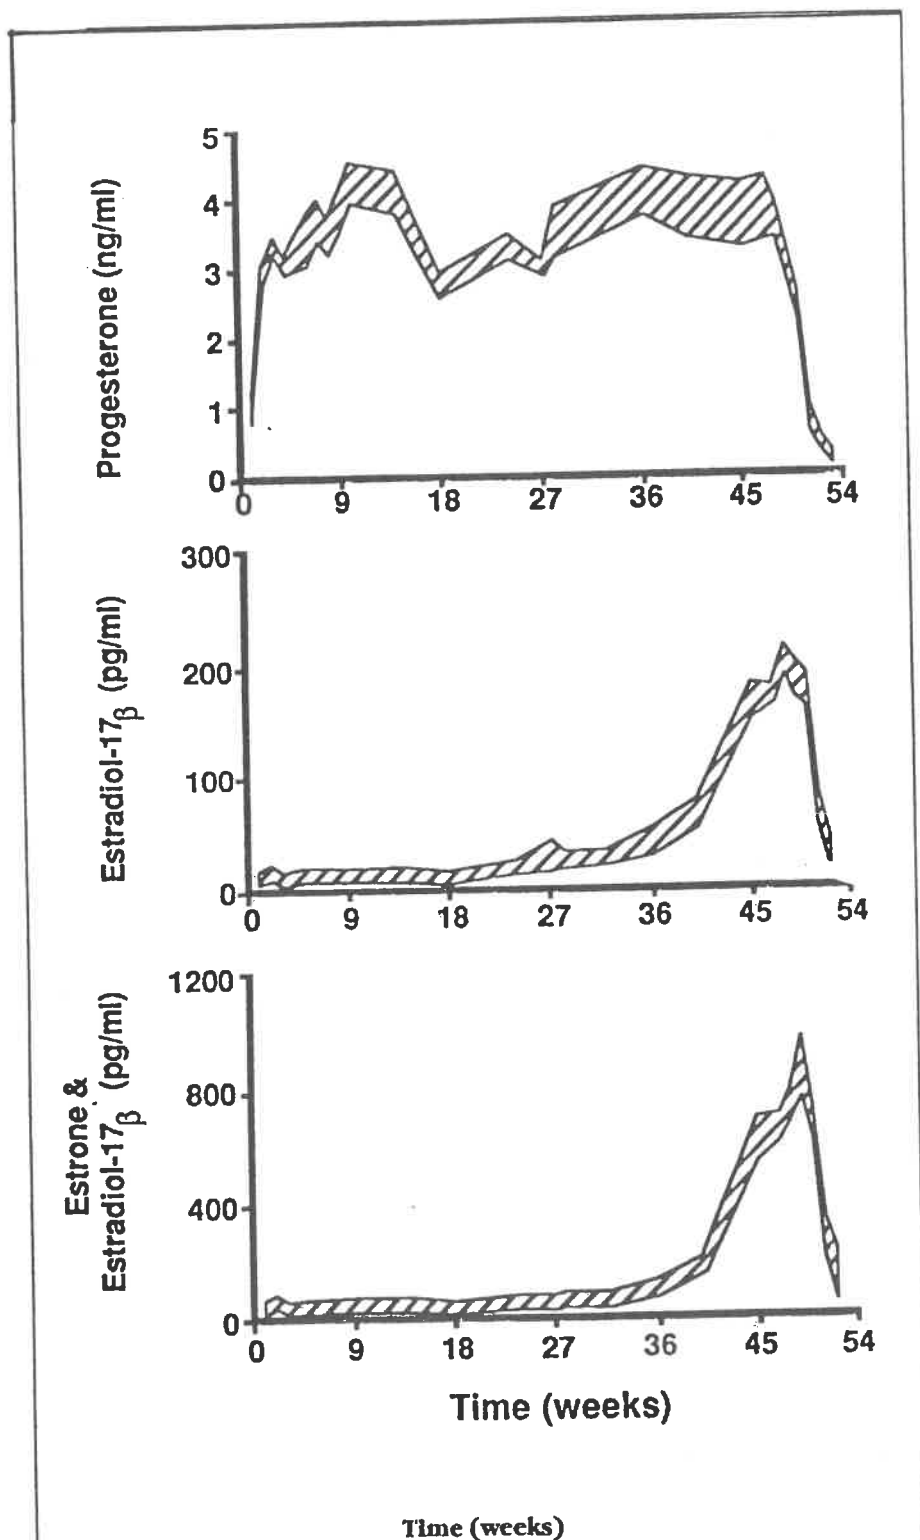 Progesterone (ng/ml)
5
4
3
2
1
0
0 9 18 27 36 45 54
Estradiol-17β (pg/ml)
300
200
100
0
0 9 18 27 36 45 54
Estrone &
Estradiol-17β (pg/ml)
1200
800
400
0
0 9 18 27 36 45 54
Time (weeks)
Time (weeks)